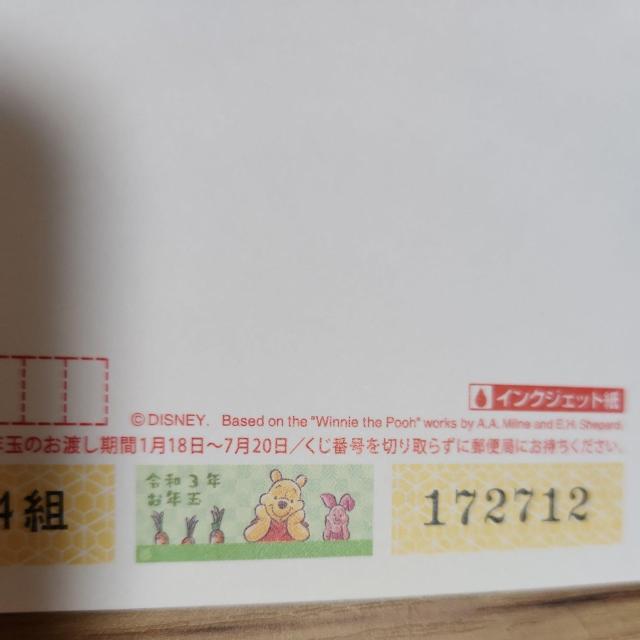 インクジェット紙
©DISNEY. Based on the "Winnie the Pooh" works by A.A. Milne and E.H. Shepard.
玉のお渡し期間1月18日～7月20日／くじ番号を切り取らずに郵便局にお持ちください。
令和3年
お年玉
4組
172712